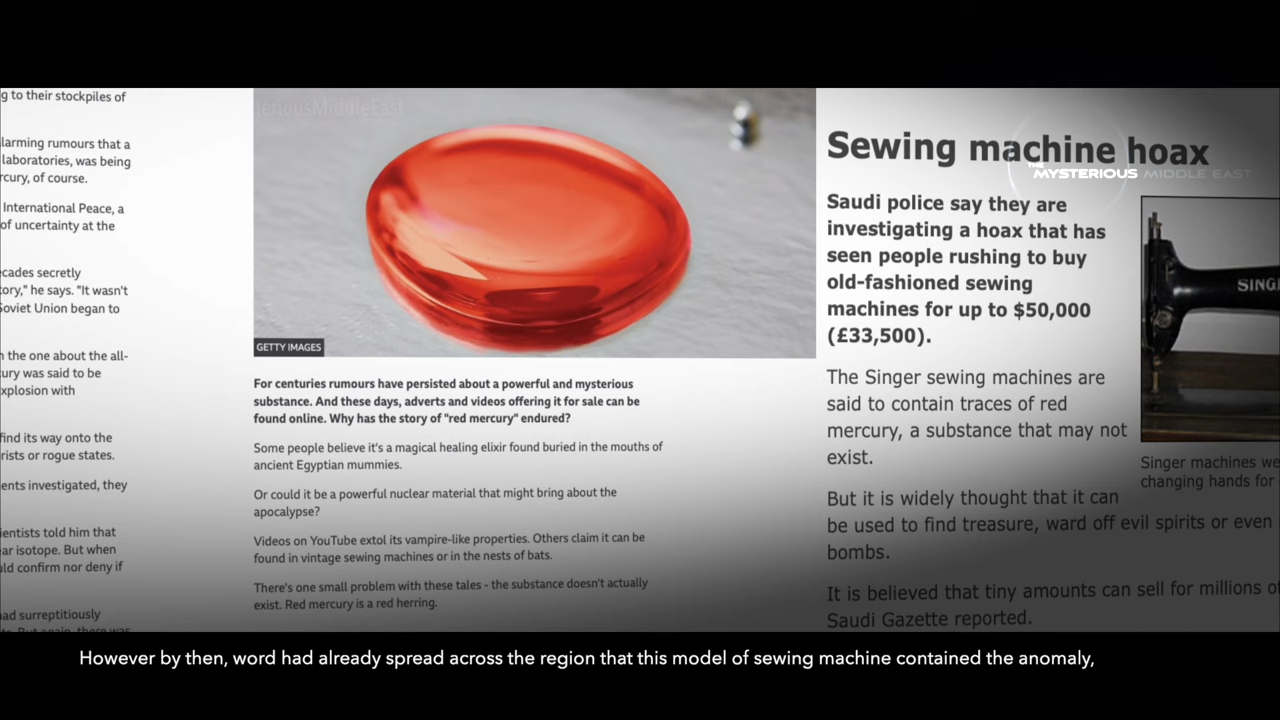 g to their stockpiles of
larming rumours that a
laboratories, was being
rcury, of course.
International Peace, a
of uncertainty at the
ecades secretly
ory," he says. "It wasn't
Soviet Union began to
n the one about the all-
ury was said to be
xplosion with
find its way onto the
rists or rogue states.
ents investigated, they
ientists told him that
ar isotope. But when
uld confirm nor deny if
had surreptitiously
teriousMiddleEast
GETTY IMAGES
For centuries rumours have persisted about a powerful and mysterious
substance. And these days, adverts and videos offering it for sale can be
found online. Why has the story of "red mercury" endured?
Some people believe it's a magical healing elixir found buried in the mouths of
ancient Egyptian mummies.
Or could it be a powerful nuclear material that might bring about the
apocalypse?
Videos on YouTube extol its vampire-like properties. Others claim it can be
found in vintage sewing machines or in the nests of bats.
There's one small problem with these tales - the substance doesn't actually
exist. Red mercury is a red herring.
Sewing machine hoax
THE
MYSTERIOUS MIDDLE EAST
Saudi police say they are
investigating a hoax that has
seen people rushing to buy
old-fashioned sewing
machines for up to $50,000
(£33,500).
The Singer sewing machines are
said to contain traces of red
mercury, a substance that may not
exist.
But it is widely thought that it can
be used to find treasure, ward off evil spirits or even
bombs.
It is believed that tiny amounts can sell for millions of
Saudi Gazette reported.
SING
Singer machines we
changing hands for
However by then, word had already spread across the region that this model of sewing machine contained the anomaly,